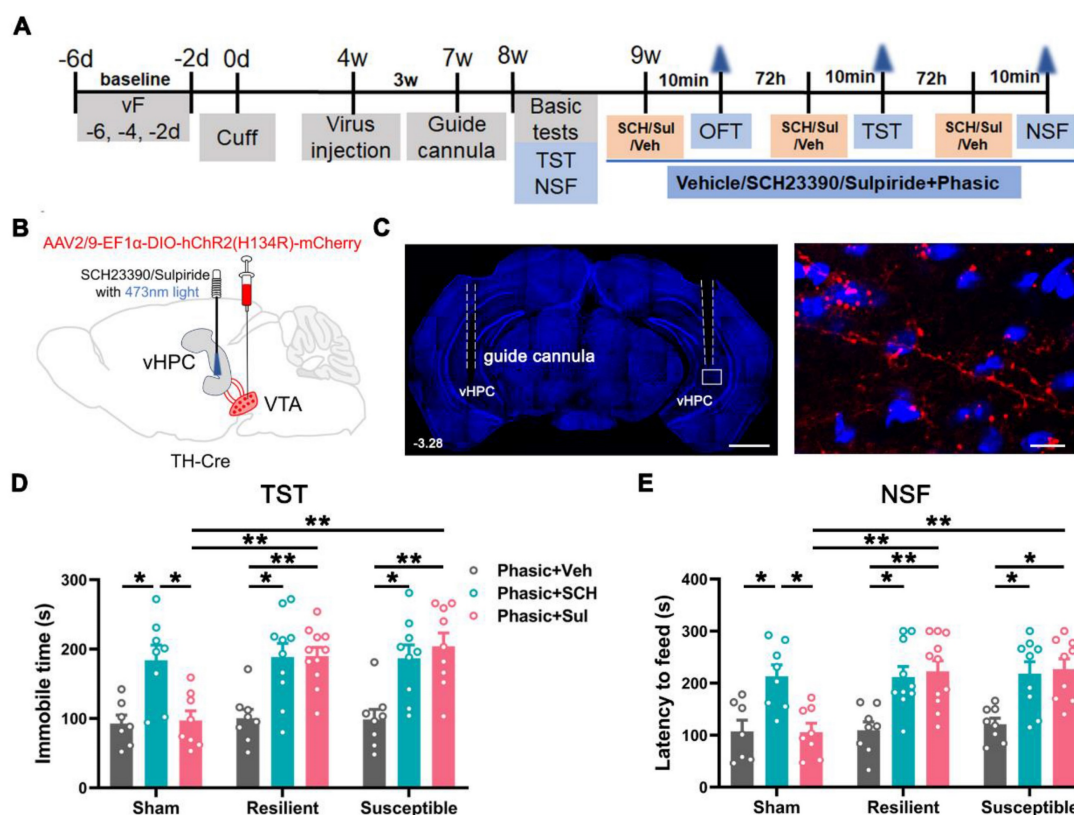 A
-6d -2d 0d 4w 7w 8w 9w
baseline 3w 10min 72h 10min 72h 10min
vF
-6, -4, -2d
Cuff
Virus
injection
Guide
cannula
Basic
tests
TST
NSF
SCH/Sul
/Veh
OFT
SCH/Sul
/Veh
TST
SCH/Sul
/Veh
NSF
Vehicle/SCH23390/Sulpiride+Phasic
B
AAV2/9-EF1α-DIO-hChR2(H134R)-mCherry
SCH23390/Sulpiride
with 473nm light
vHPC
VTA
TH-Cre
C
guide cannula
vHPC
vHPC
-3.28
D
TST
**
**
** **
* * * *
Immobile time (s)
300
200
100
0
Sham Resilient Susceptible
Phasic+Veh
Phasic+SCH
Phasic+Sul
E
NSF
**
**
** *
* * * *
Latency to feed (s)
400
300
200
100
0
Sham Resilient Susceptible